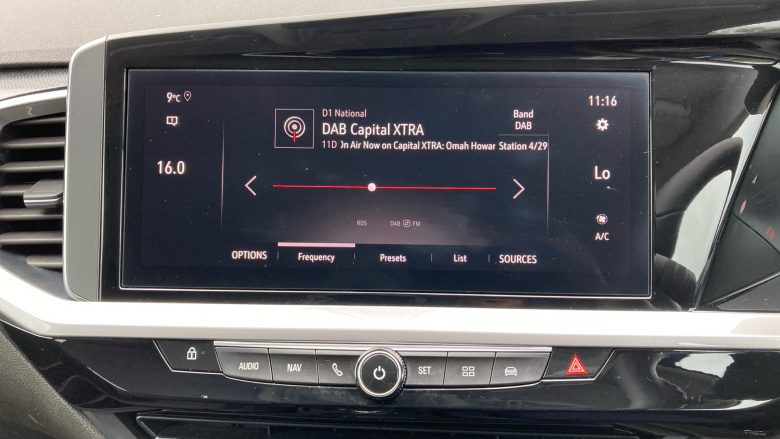 9°C
11:16
D1 National
DAB Capital XTRA
Band
DAB
11D On Air Now on Capital XTRA: Omah Howar Station 4/29
16.0
Lo
RDS DAB FM
A/C
OPTIONS Frequency Presets List SOURCES
AUDIO NAV SET